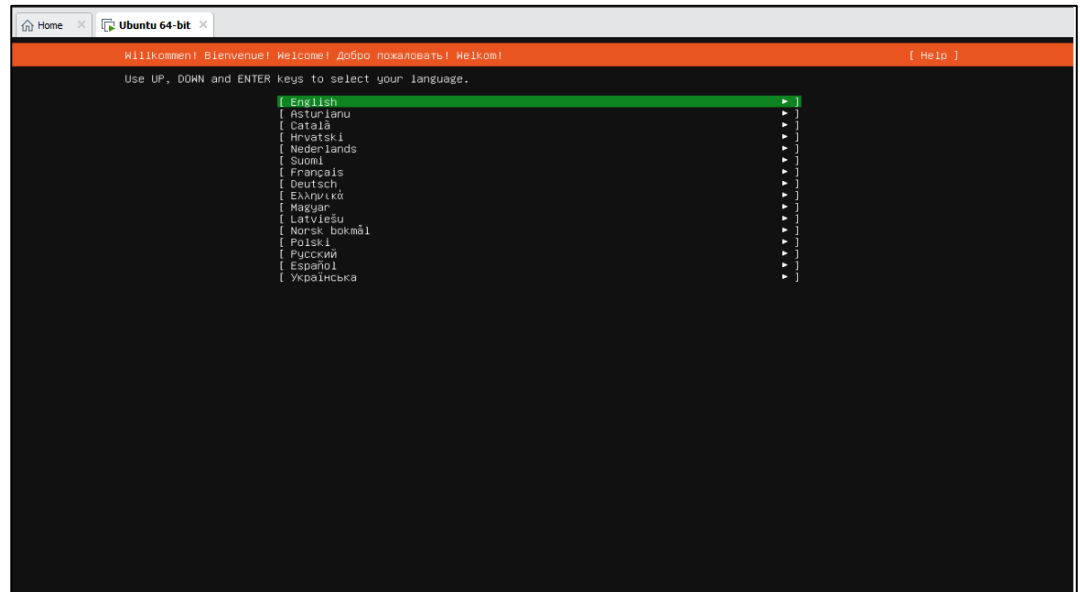 Home × Ubuntu 64-bit ×
Willkommen! Bienvenue! Welcome! Добро пожаловать! Welkom! [ Help ]
Use UP, DOWN and ENTER keys to select your language.
[ English ► ]
[ Asturianu ► ]
[ Català ► ]
[ Hrvatski ► ]
[ Nederlands ► ]
[ Suomi ► ]
[ Français ► ]
[ Deutsch ► ]
[ Ελληνικά ► ]
[ Magyar ► ]
[ Latviešu ► ]
[ Norsk bokmål ► ]
[ Polski ► ]
[ Русский ► ]
[ Español ► ]
[ Українська ► ]